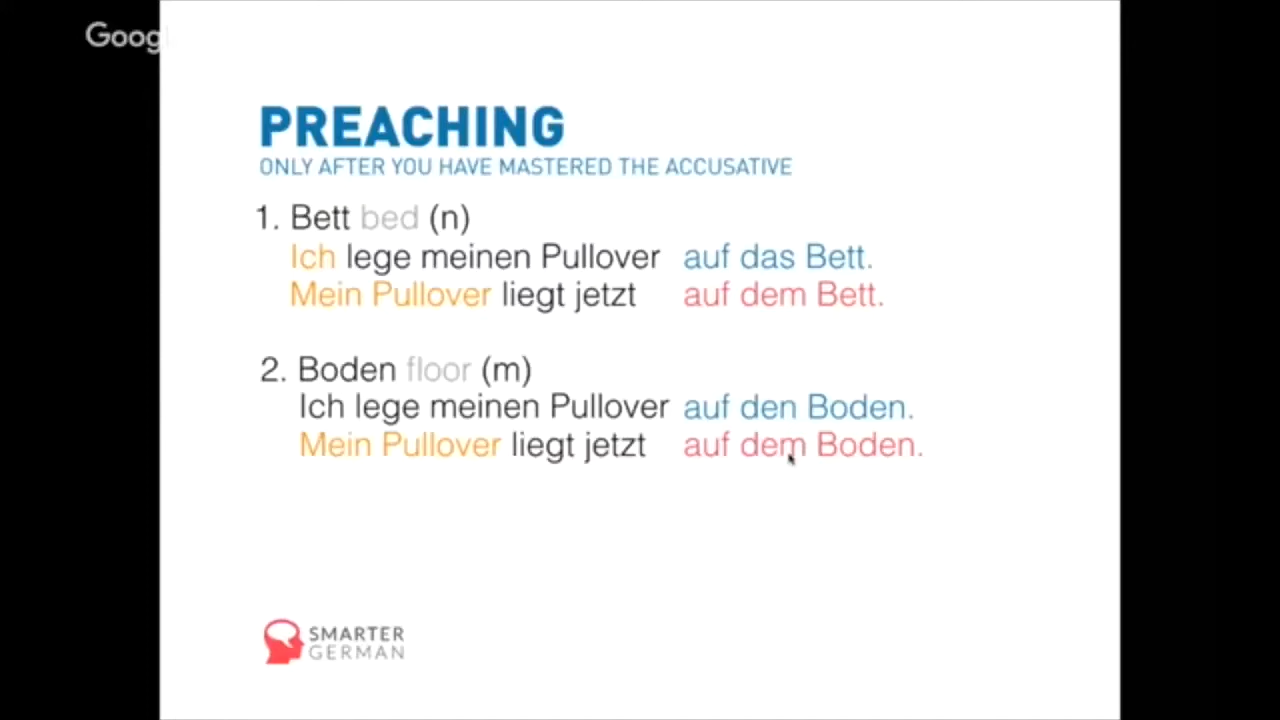 Goog
PREACHING
ONLY AFTER YOU HAVE MASTERED THE ACCUSATIVE
1. Bett bed (n)
Ich lege meinen Pullover auf das Bett.
Mein Pullover liegt jetzt auf dem Bett.
2. Boden floor (m)
Ich lege meinen Pullover auf den Boden.
Mein Pullover liegt jetzt auf dem Boden.
SMARTER
GERMAN